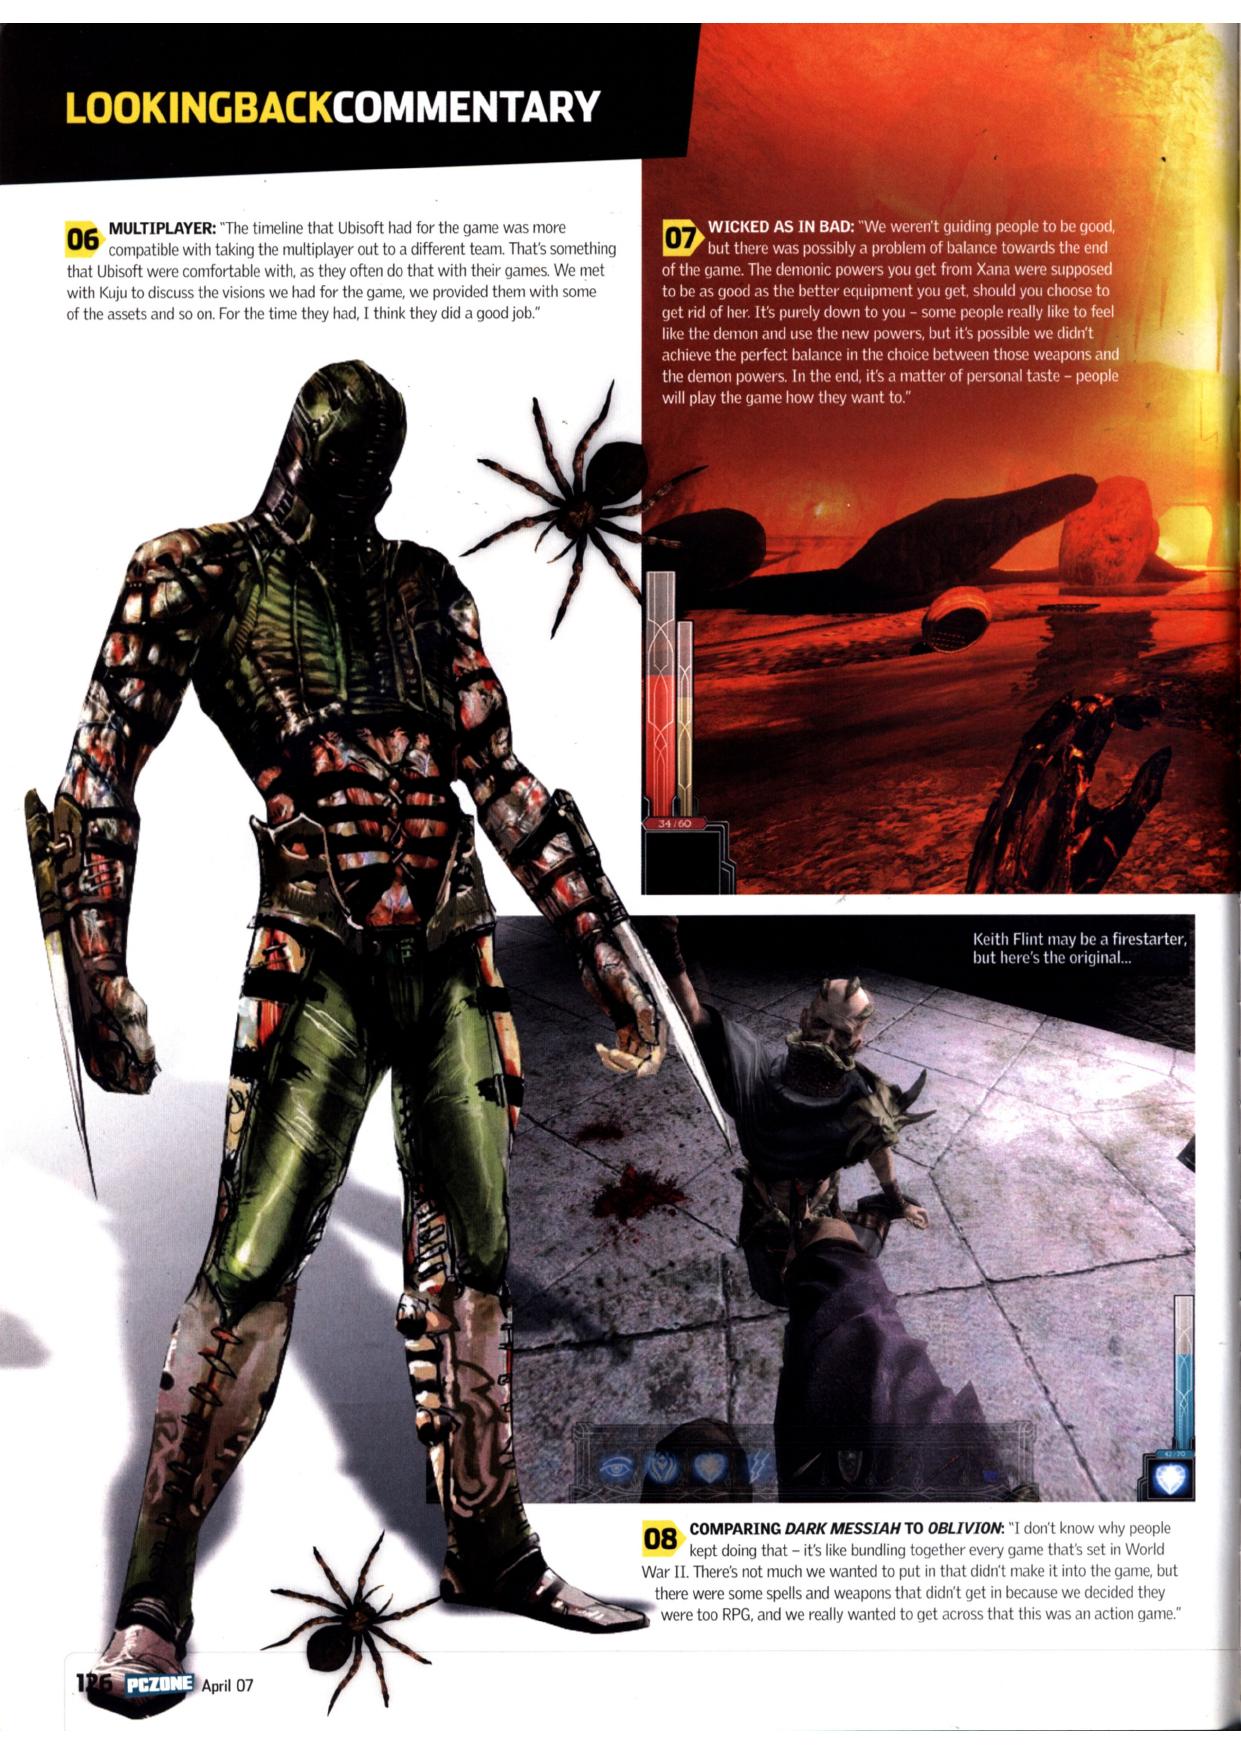 LOOKINGBACKCOMMENTARY
06 MULTIPLAYER: "The timeline that Ubisoft had for the game was more
compatible with taking the multiplayer out to a different team. That's something
that Ubisoft were comfortable with, as they often do that with their games. We met
with Kuju to discuss the visions we had for the game, we provided them with some
of the assets and so on. For the time they had, I think they did a good job."
07 WICKED AS IN BAD: "We weren't guiding people to be good,
but there was possibly a problem of balance towards the end
of the game. The demonic powers you get from Xana were supposed
to be as good as the better equipment you get, should you choose to
get rid of her. It's purely down to you – some people really like to feel
like the demon and use the new powers, but it's possible we didn't
achieve the perfect balance in the choice between those weapons and
the demon powers. In the end, it's a matter of personal taste – people
will play the game how they want to."
34/60
Keith Flint may be a firestarter,
but here's the original...
42/70
08 COMPARING DARK MESSIAH TO OBLIVION: "I don't know why people
kept doing that – it's like bundling together every game that's set in World
War II. There's not much we wanted to put in that didn't make it into the game, but
there were some spells and weapons that didn't get in because we decided they
were too RPG, and we really wanted to get across that this was an action game."
126 PCZONE April 07